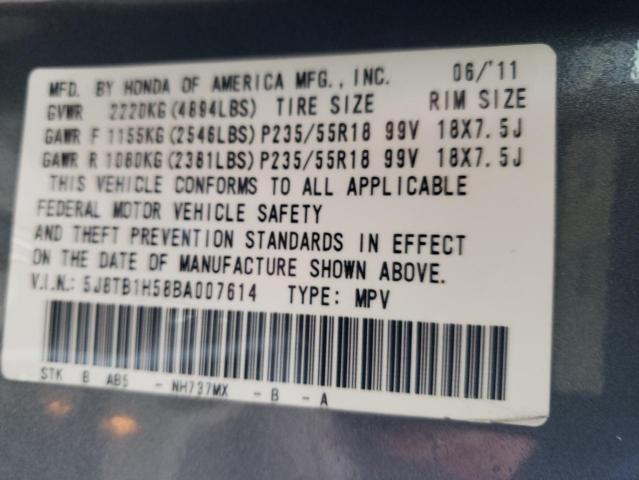 MFD. BY HONDA OF AMERICA MFG., INC. 06/'11
GVWR 2220KG(4894LBS) TIRE SIZE RIM SIZE
GAWR F 1155KG(2546LBS) P235/55R18 99V 18X7.5J
GAWR R 1080KG(2381LBS) P235/55R18 99V 18X7.5J
THIS VEHICLE CONFORMS TO ALL APPLICABLE
FEDERAL MOTOR VEHICLE SAFETY
AND THEFT PREVENTION STANDARDS IN EFFECT
ON THE DATE OF MANUFACTURE SHOWN ABOVE.
V.I.N.: 5J8TB1H58BA007614 TYPE: MPV
STK B AB5 - NH737MX - B - A